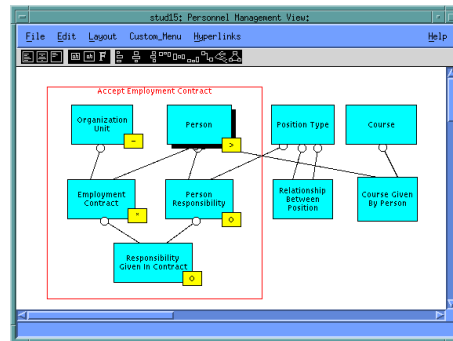 stud15: Personnel Management View:
File Edit Layout Custom_Menu Hyperlinks Help
F
Accept Employment Contract
Organization
Unit
-
Person
>
Position Type
Course
Employment
Contract
"
Person
Responsibility
O
Relationship
Between
Position
Course Given
By Person
Responsibility
Given In Contract
O